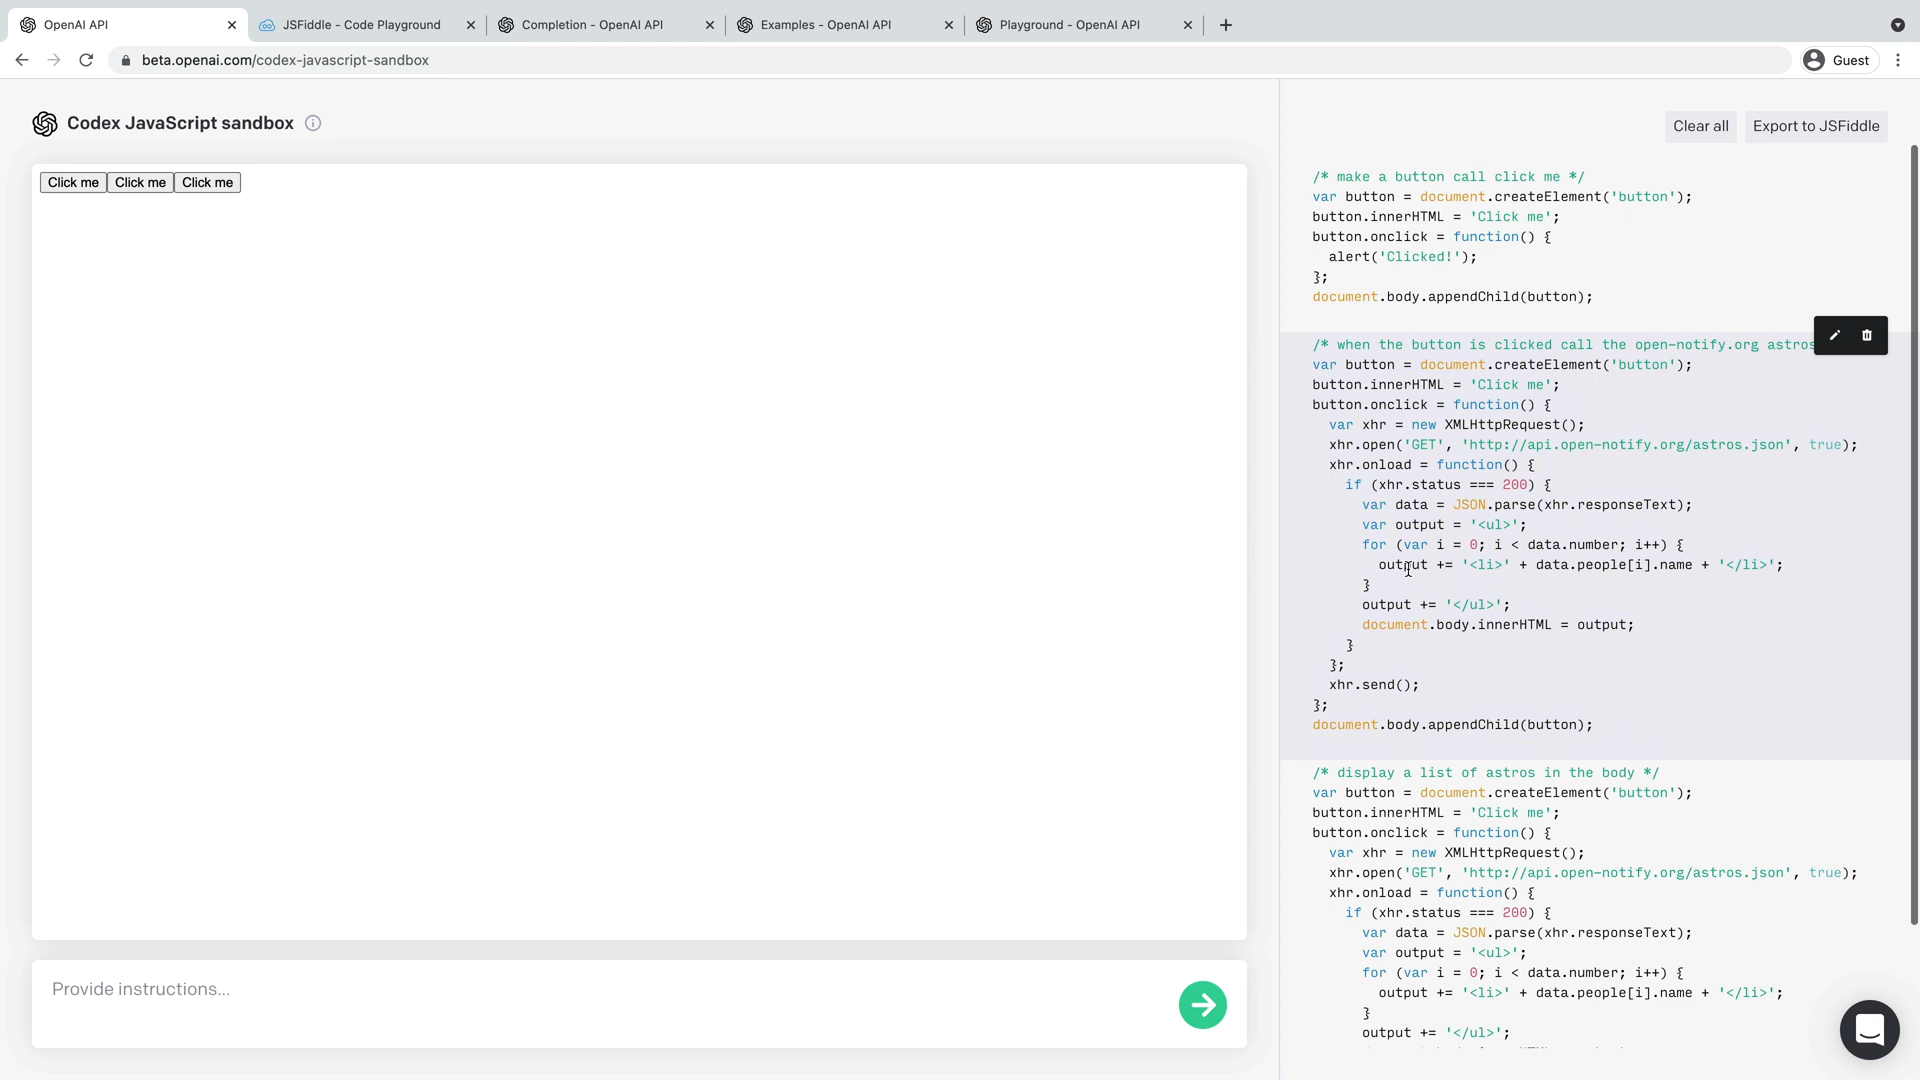 OpenAI API
JSFiddle - Code Playground
Completion - OpenAI API
Examples - OpenAI API
Playground - OpenAI API
beta.openai.com/codex-javascript-sandbox
Guest
Codex JavaScript sandbox
Clear all
Export to JSFiddle
Click me
Click me
Click me
Provide instructions...
/* make a button call click me */
var button = document.createElement('button');
button.innerHTML = 'Click me';
button.onclick = function() {
  alert('Clicked!');
};
document.body.appendChild(button);
/* when the button is clicked call the open-notify.org astros
var button = document.createElement('button');
button.innerHTML = 'Click me';
button.onclick = function() {
  var xhr = new XMLHttpRequest();
  xhr.open('GET', 'http://api.open-notify.org/astros.json', true);
  xhr.onload = function() {
    if (xhr.status === 200) {
      var data = JSON.parse(xhr.responseText);
      var output = '<ul>';
      for (var i = 0; i < data.number; i++) {
        output += '<li>' + data.people[i].name + '</li>';
      }
      output += '</ul>';
      document.body.innerHTML = output;
    }
  };
  xhr.send();
};
document.body.appendChild(button);
/* display a list of astros in the body */
var button = document.createElement('button');
button.innerHTML = 'Click me';
button.onclick = function() {
  var xhr = new XMLHttpRequest();
  xhr.open('GET', 'http://api.open-notify.org/astros.json', true);
  xhr.onload = function() {
    if (xhr.status === 200) {
      var data = JSON.parse(xhr.responseText);
      var output = '<ul>';
      for (var i = 0; i < data.number; i++) {
        output += '<li>' + data.people[i].name + '</li>';
      }
      output += '</ul>';